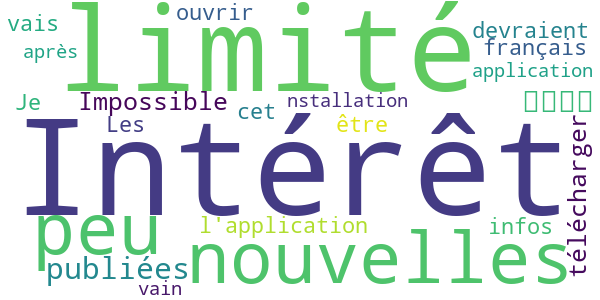 vais
ouvrir
limité
devraient
français
après
application
Je
Impossible
cet
nstallation
Les
être
Intérêt
télécharger
peu
l'application
infos
nouvelles
publiées
vain